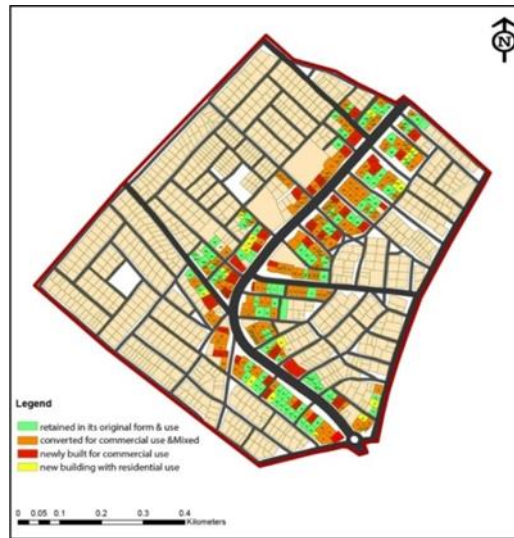 N
Legend
retained in its original form & use
converted for commercial use &Mixed
newly built for commercial use
new building with residential use
0 0.05 0.1 0.2 0.3 0.4
Kilometers